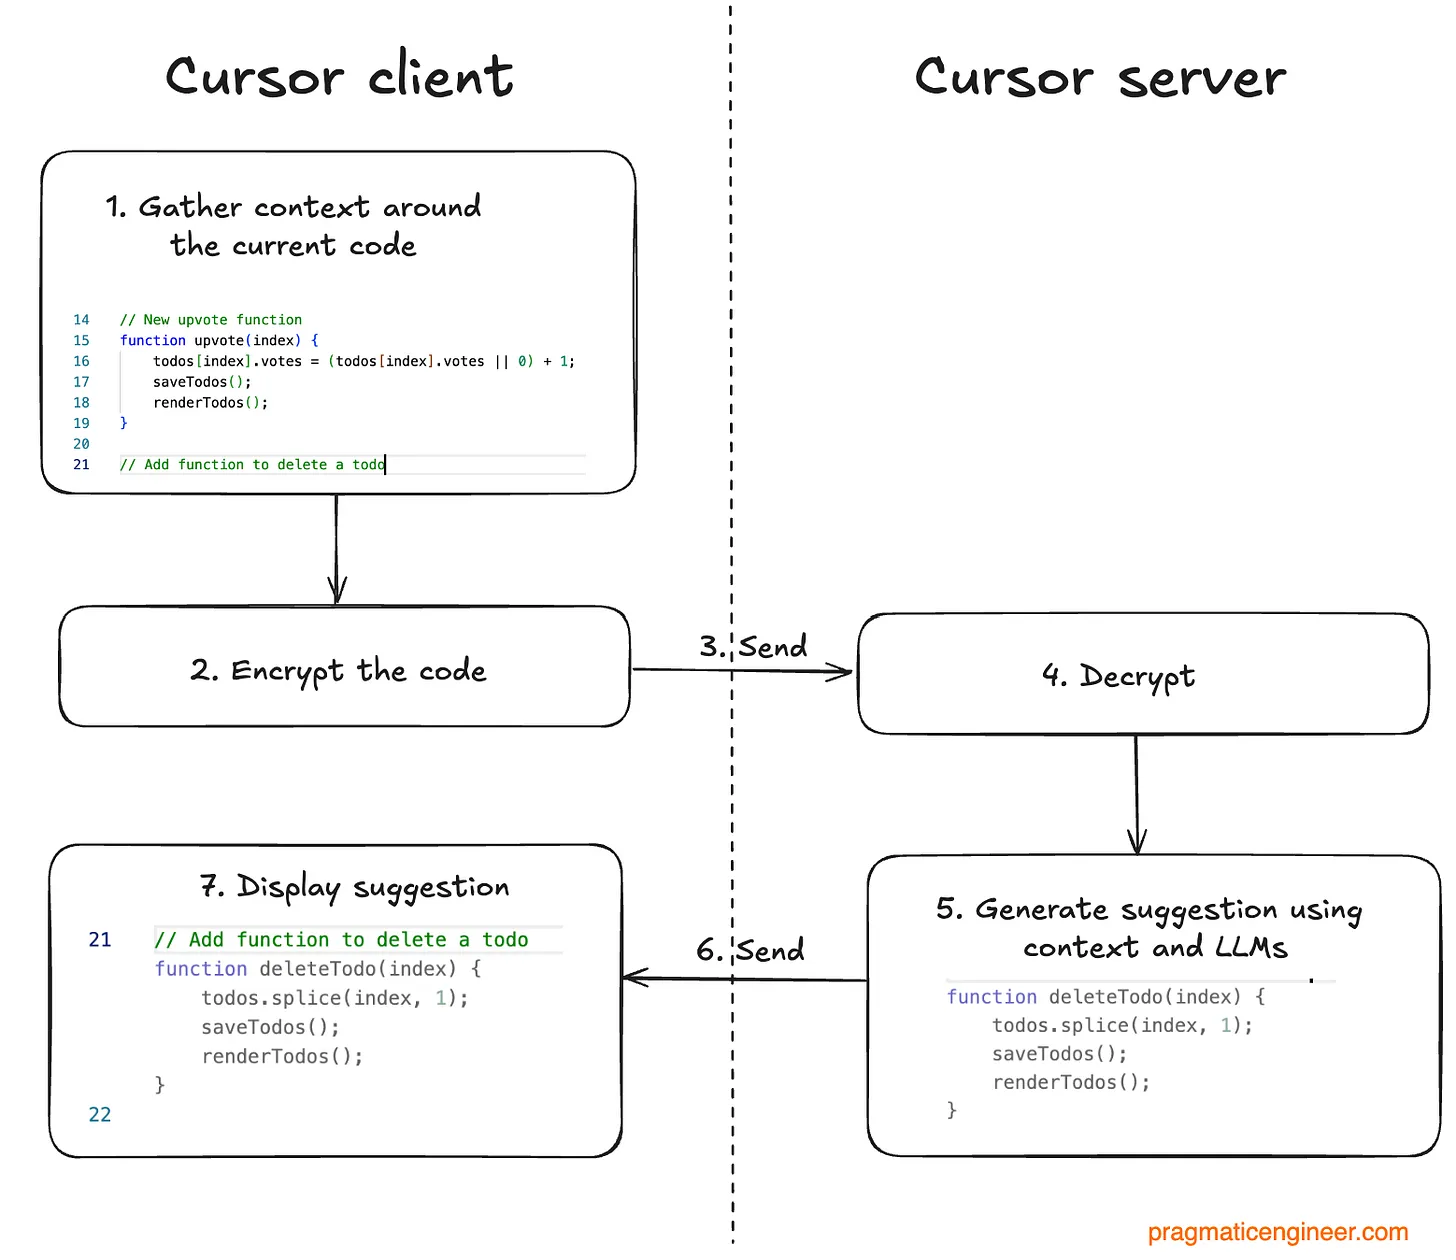 Cursor client
Cursor server
1. Gather context around
the current code
14 // New upvote function
15 function upvote(index) {
16 todos[index].votes = (todos[index].votes || 0) + 1;
17 saveTodos();
18 renderTodos();
19 }
20
21 // Add function to delete a todo
2. Encrypt the code
3. Send
4. Decrypt
5. Generate suggestion using
context and LLMs
function deleteTodo(index) {
todos.splice(index, 1);
saveTodos();
renderTodos();
}
6. Send
7. Display suggestion
21 // Add function to delete a todo
function deleteTodo(index) {
todos.splice(index, 1);
saveTodos();
renderTodos();
}
22
pragmaticengineer.com